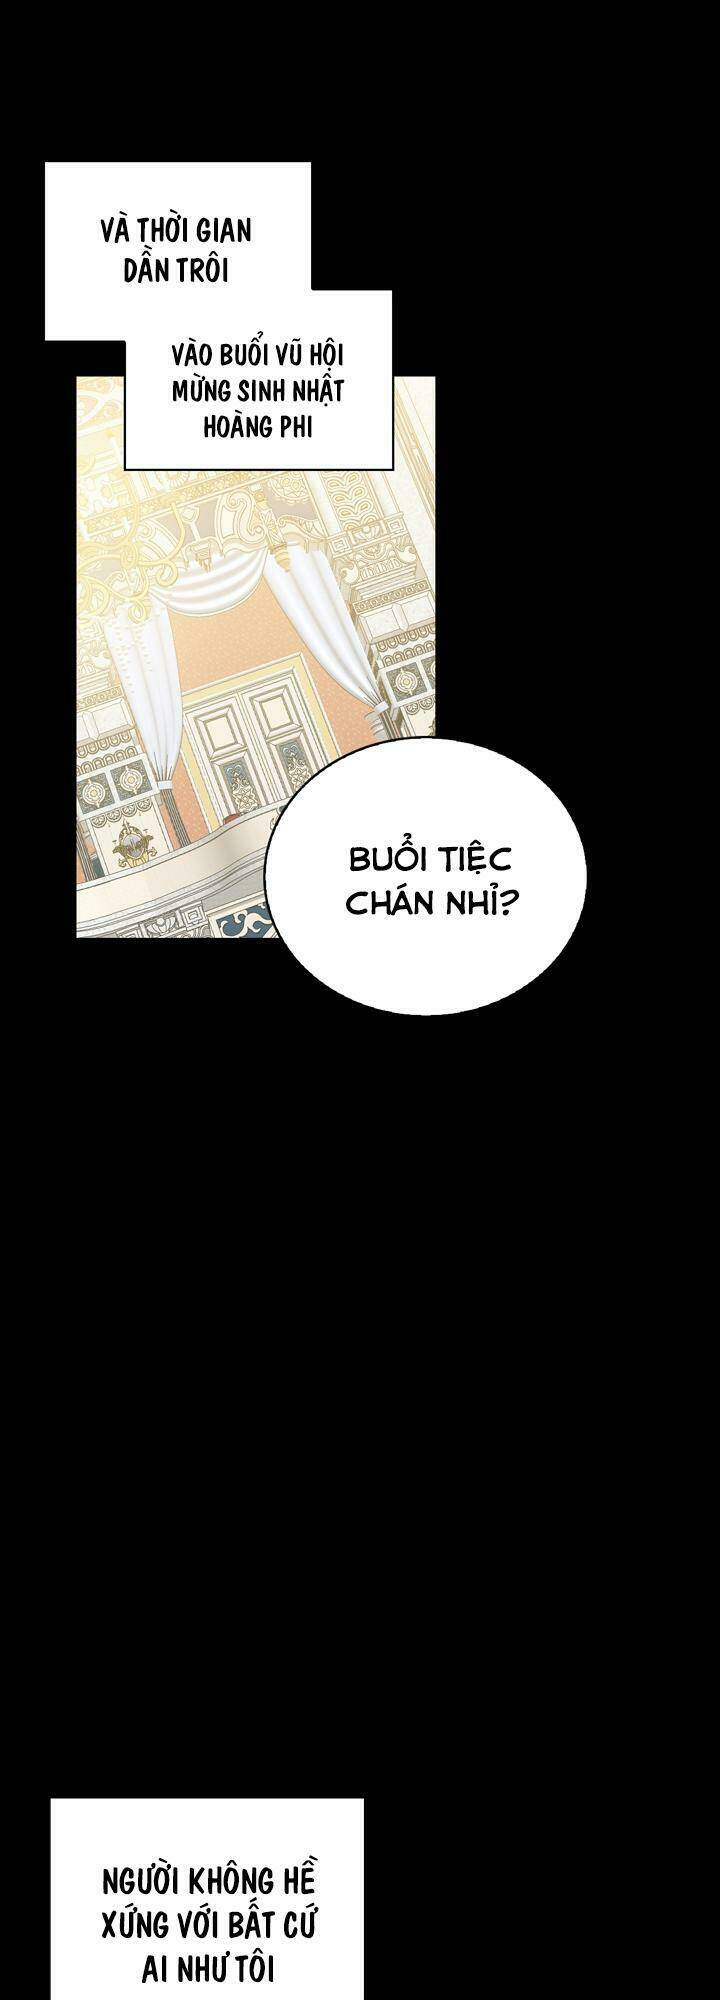 VÀ THỜI GIAN
DẦN TRÔI
VÀO BUỔI VŨ HỘI
MỪNG SINH NHẬT
HOÀNG PHI
BUỔI TIỆC
CHÁN NHỈ?
NGƯỜI KHÔNG HỀ
XỨNG VỚI BẤT CỨ
AI NHƯ TÔI